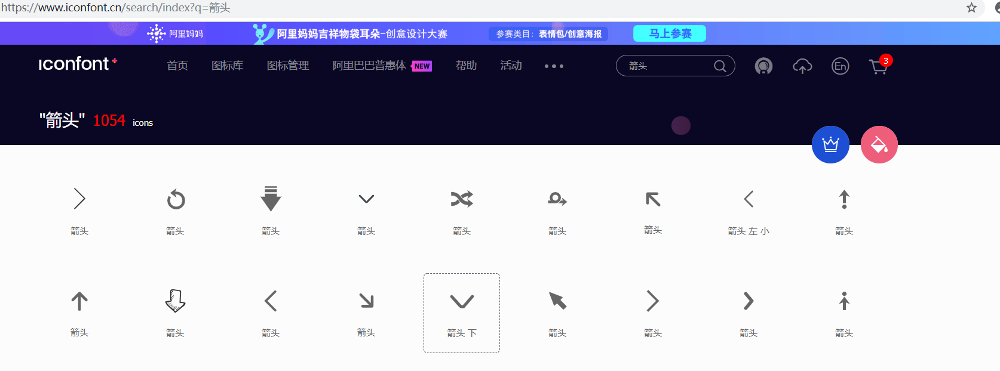 https://www.iconfont.cn/search/index?q=箭头
阿里妈妈 阿里妈妈吉祥物袋耳朵-创意设计大赛 参赛类目：表情包/创意海报 马上参赛
iconfont 首页 图标库 图标管理 阿里巴巴普惠体 NEW 帮助 活动 箭头 En 3
"箭头" 1054 icons
箭头 箭头 箭头 箭头 箭头 箭头 箭头 箭头 左 小 箭头
箭头 箭头 箭头 箭头 箭头 下 箭头 箭头 箭头 箭头